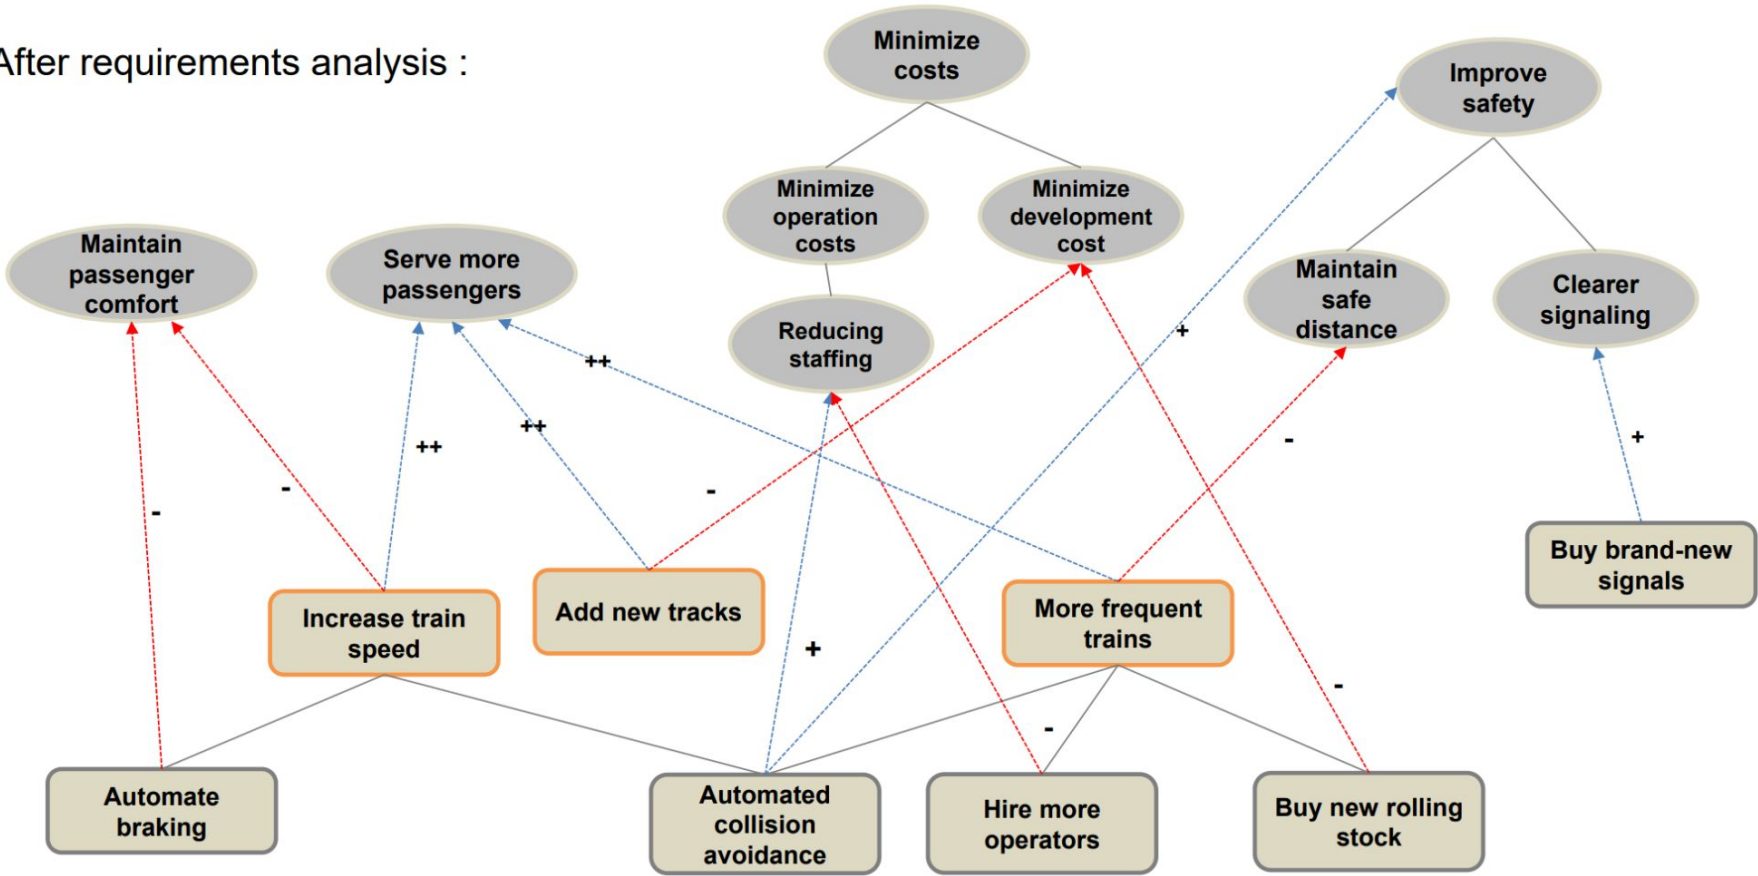 After requirements analysis :
Minimize
costs
Improve
safety
Minimize
operation
costs
Minimize
development
cost
Maintain
passenger
comfort
Serve more
passengers
Maintain
safe
distance
Clearer
signaling
Reducing
staffing
+
++
++
++
-
+
-
-
-
Buy brand-new
signals
Increase train
speed
Add new tracks
More frequent
trains
+
-
-
Automate
braking
Automated
collision
avoidance
Hire more
operators
Buy new rolling
stock